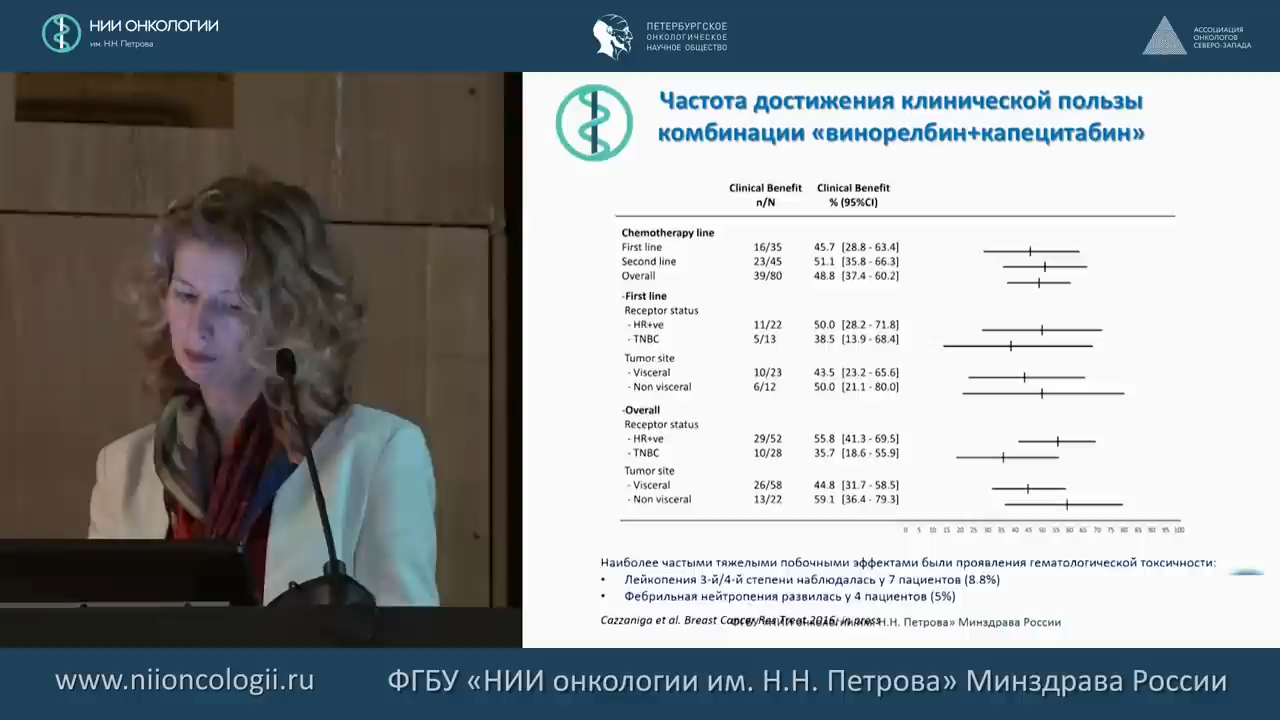 НИИ ОНКОЛОГИИ
им. Н.Н. Петрова
ПЕТЕРБУРГСКОЕ
ОНКОЛОГИЧЕСКОЕ
НАУЧНОЕ ОБЩЕСТВО
АССОЦИАЦИЯ
ОНКОЛОГОВ
СЕВЕРО-ЗАПАДА
Частота достижения клинической пользы
комбинации «винорелбин+капецитабин»
Clinical Benefit Clinical Benefit
n/N % (95%CI)
Chemotherapy line
First line 16/35 45.7 [28.8 - 63.4]
Second line 23/45 51.1 [35.8 - 66.3]
Overall 39/80 48.8 [37.4 - 60.2]
-First line
Receptor status
- HR+ve 11/22 50.0 [28.2 - 71.8]
- TNBC 5/13 38.5 [13.9 - 68.4]
Tumor site
- Visceral 10/23 43.5 [23.2 - 65.6]
- Non visceral 6/12 50.0 [21.1 - 80.0]
-Overall
Receptor status
- HR+ve 29/52 55.8 [41.3 - 69.5]
- TNBC 10/28 35.7 [18.6 - 55.9]
Tumor site
- Visceral 26/58 44.8 [31.7 - 58.5]
- Non visceral 13/22 59.1 [36.4 - 79.3]
0 5 10 15 20 25 30 35 40 45 50 55 60 65 70 75 80 85 90 95 100
Наиболее частыми тяжелыми побочными эффектами были проявления гематологической токсичности:
• Лейкопения 3-й/4-й степени наблюдалась у 7 пациентов (8.8%)
• Фебрильная нейтропения развилась у 4 пациентов (5%)
Cazzaniga et al. Breast Cancer Res Treat 2016; in press
ФГБУ «НИИ онкологии им. Н.Н. Петрова» Минздрава России
www.niioncologii.ru ФГБУ «НИИ онкологии им. Н.Н. Петрова» Минздрава России